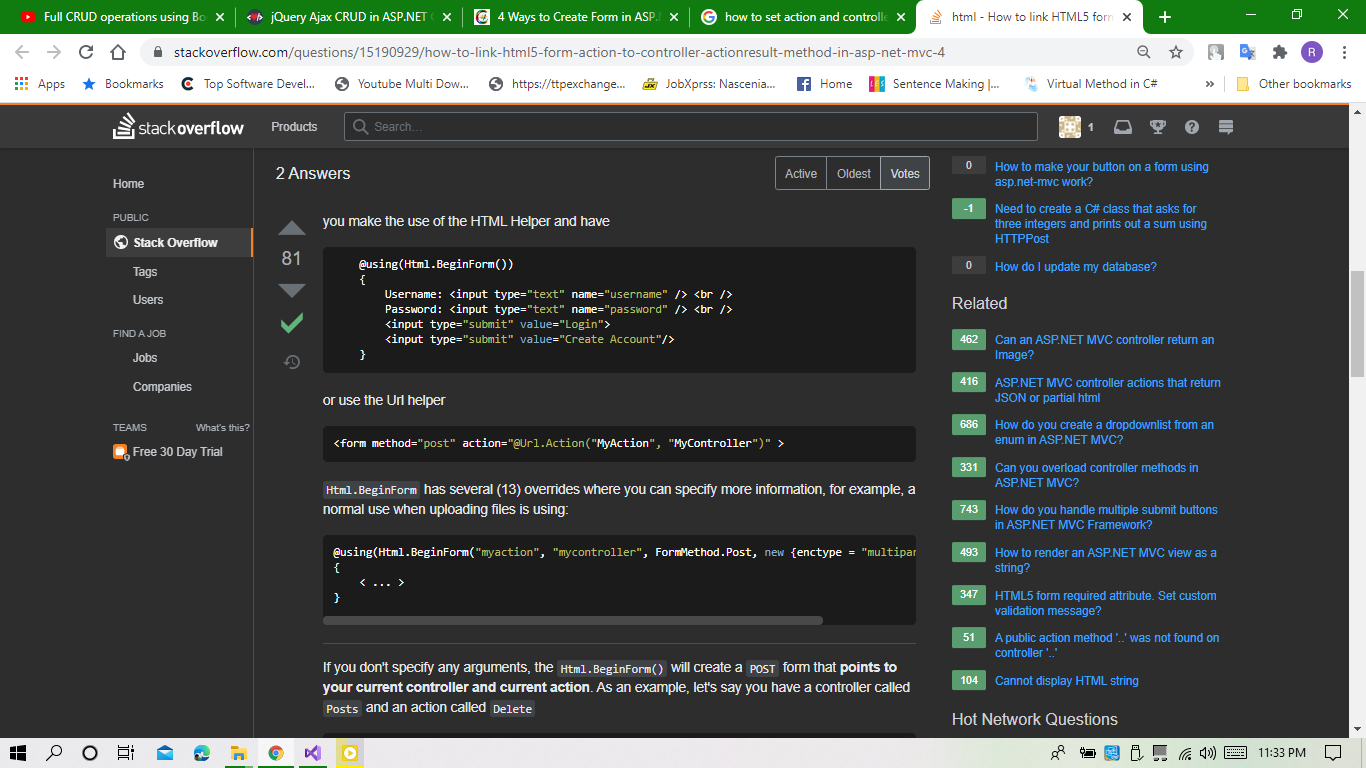 Full CRUD operations using Bo
jQuery Ajax CRUD in ASP.NET
4 Ways to Create Form in ASP.
how to set action and controlle
html - How to link HTML5 form
stackoverflow.com/questions/15190929/how-to-link-html5-form-action-to-controller-actionresult-method-in-asp-net-mvc-4
R
Apps
Bookmarks
Top Software Devel...
Youtube Multi Dow...
https://ttpexchange...
JobXprss: Nascenia...
Home
Sentence Making |...
Virtual Method in C#
»
Other bookmarks
stackoverflow
Products
Search...
1
Home
PUBLIC
Stack Overflow
Tags
Users
FIND A JOB
Jobs
Companies
TEAMS What's this?
Free 30 Day Trial
2 Answers
Active Oldest Votes
81
you make the use of the HTML Helper and have
@using(Html.BeginForm())
{
Username: <input type="text" name="username" /> <br />
Password: <input type="text" name="password" /> <br />
<input type="submit" value="Login">
<input type="submit" value="Create Account"/>
}
or use the Url helper
<form method="post" action="@Url.Action("MyAction", "MyController")" >
Html.BeginForm has several (13) overrides where you can specify more information, for example, a
normal use when uploading files is using:
@using(Html.BeginForm("myaction", "mycontroller", FormMethod.Post, new {enctype = "multipar
{
< ... >
}
If you don't specify any arguments, the Html.BeginForm() will create a POST form that points to
your current controller and current action. As an example, let's say you have a controller called
Posts and an action called Delete
0 How to make your button on a form using
asp.net-mvc work?
-1 Need to create a C# class that asks for
three integers and prints out a sum using
HTTPPost
0 How do I update my database?
Related
462 Can an ASP.NET MVC controller return an
Image?
416 ASP.NET MVC controller actions that return
JSON or partial html
686 How do you create a dropdownlist from an
enum in ASP.NET MVC?
331 Can you overload controller methods in
ASP.NET MVC?
743 How do you handle multiple submit buttons
in ASP.NET MVC Framework?
493 How to render an ASP.NET MVC view as a
string?
347 HTML5 form required attribute. Set custom
validation message?
51 A public action method '..' was not found on
controller '..'
104 Cannot display HTML string
Hot Network Questions
11:33 PM